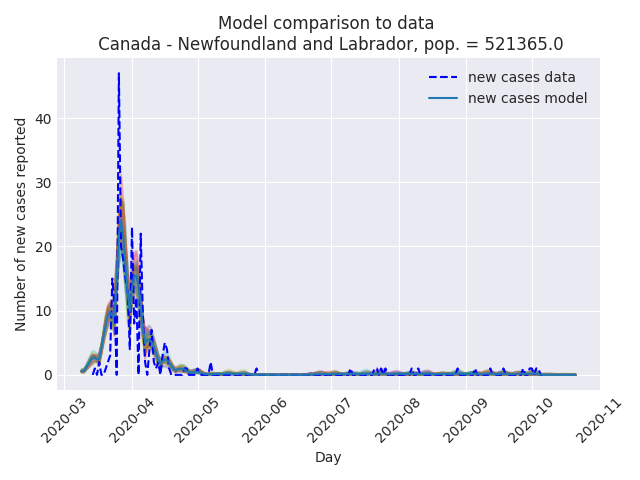 Model comparison to data
Canada - Newfoundland and Labrador, pop. = 521365.0
new cases data
new cases model
Number of new cases reported
40
30
20
10
0
2020-03
2020-04
2020-05
2020-06
2020-07
2020-08
2020-09
2020-10
2020-11
Day